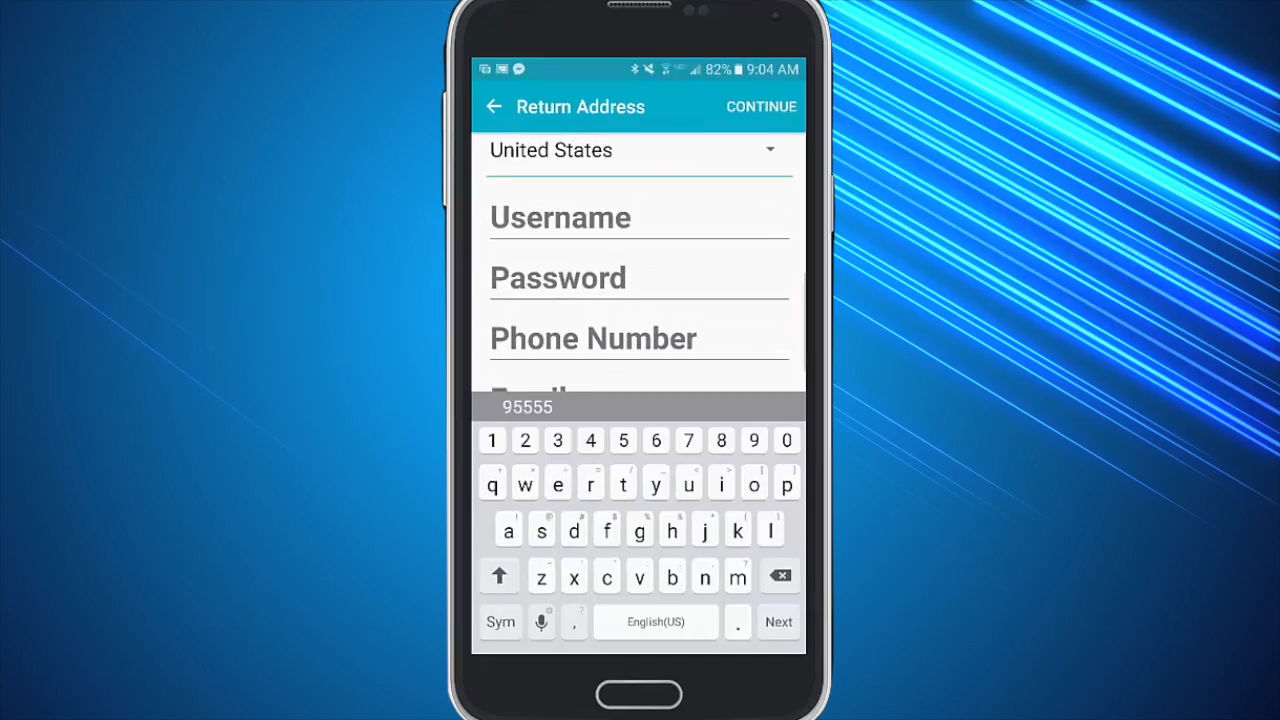 82% 9:04 AM
Return Address CONTINUE
United States
Username
Password
Phone Number
95555
1 2 3 4 5 6 7 8 9 0
q w e r t y u i o p
a s d f g h j k l
z x c v b n m
Sym , English(US) . Next